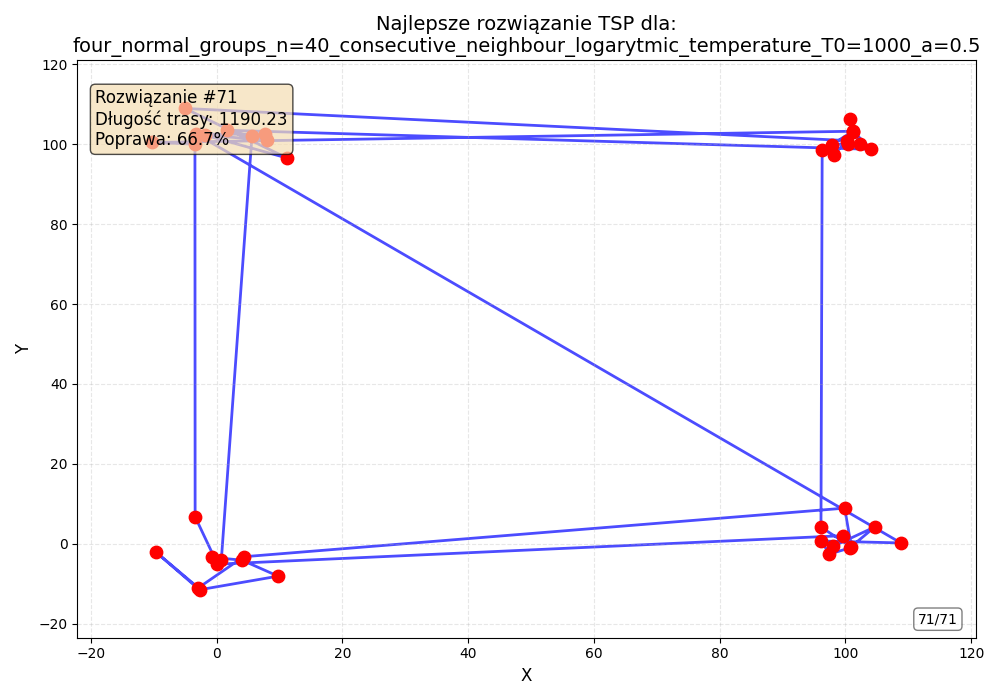 Najlepsze rozwiązanie TSP dla:
four_normal_groups_n=40_consecutive_neighbour_logarytmic_temperature_T0=1000_a=0.5
Rozwiązanie #71
Długość trasy: 1190.23
Poprawa: 66.7%
120
100
80
60
40
20
0
−20
Y
71/71
−20
0
20
40
60
80
100
120
X